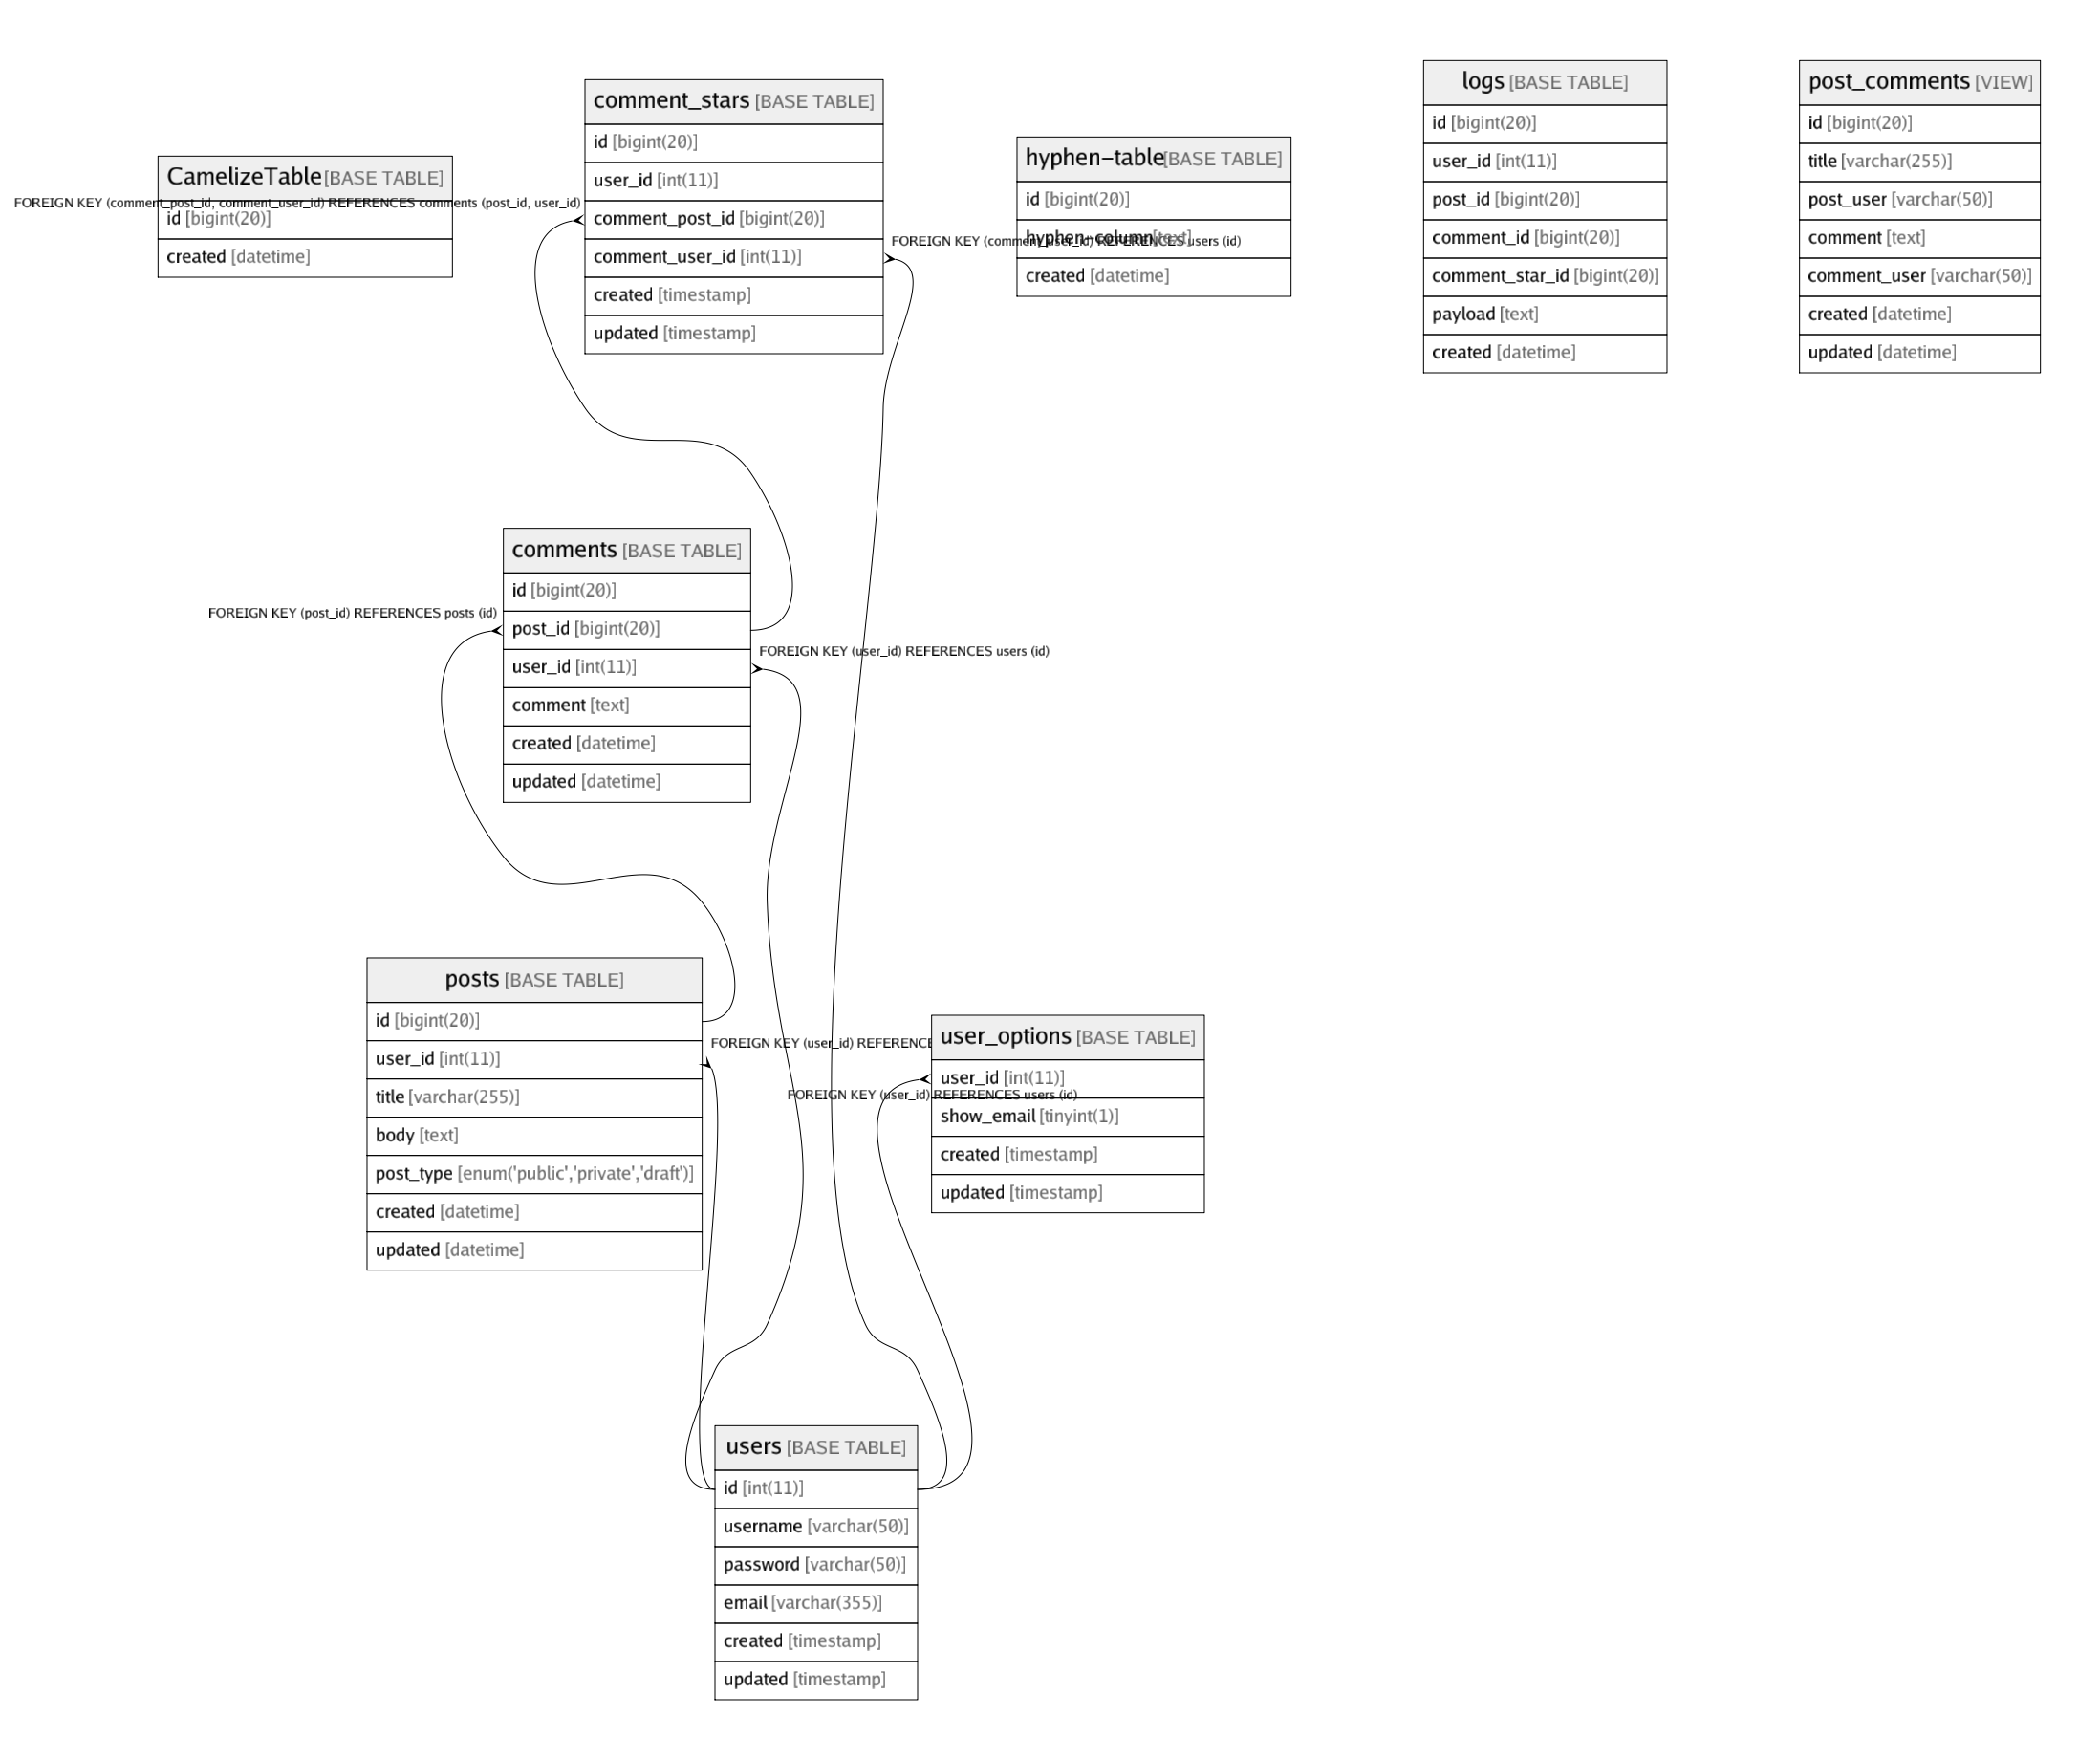 CamelizeTable [BASE TABLE]
id [bigint(20)]
created [datetime]
FOREIGN KEY (comment_post_id, comment_user_id) REFERENCES comments (post_id, user_id)
comment_stars [BASE TABLE]
id [bigint(20)]
user_id [int(11)]
comment_post_id [bigint(20)]
comment_user_id [int(11)]
created [timestamp]
updated [timestamp]
FOREIGN KEY (comment_user_id) REFERENCES users (id)
hyphen-table [BASE TABLE]
id [bigint(20)]
hyphen-column [text]
created [datetime]
logs [BASE TABLE]
id [bigint(20)]
user_id [int(11)]
post_id [bigint(20)]
comment_id [bigint(20)]
comment_star_id [bigint(20)]
payload [text]
created [datetime]
post_comments [VIEW]
id [bigint(20)]
title [varchar(255)]
post_user [varchar(50)]
comment [text]
comment_user [varchar(50)]
created [datetime]
updated [datetime]
comments [BASE TABLE]
id [bigint(20)]
post_id [bigint(20)]
user_id [int(11)]
comment [text]
created [datetime]
updated [datetime]
FOREIGN KEY (post_id) REFERENCES posts (id)
FOREIGN KEY (user_id) REFERENCES users (id)
posts [BASE TABLE]
id [bigint(20)]
user_id [int(11)]
title [varchar(255)]
body [text]
post_type [enum('public','private','draft')]
created [datetime]
updated [datetime]
FOREIGN KEY (user_id) REFERENCE
user_options [BASE TABLE]
user_id [int(11)]
show_email [tinyint(1)]
created [timestamp]
updated [timestamp]
FOREIGN KEY (user_id) REFERENCES users (id)
users [BASE TABLE]
id [int(11)]
username [varchar(50)]
password [varchar(50)]
email [varchar(355)]
created [timestamp]
updated [timestamp]